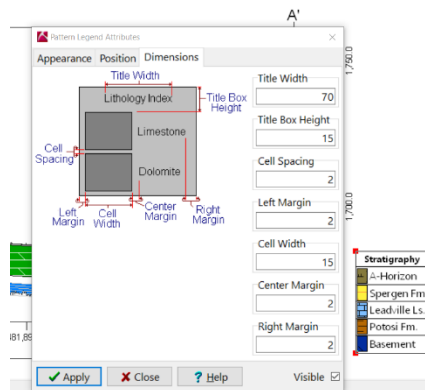 A'
Pattern Legend Attributes
Appearance Position Dimensions
Title Width
Lithology Index
Title Box Height
Limestone
Cell Spacing
Dolomite
Left Margin
Cell Width
Center Margin
Right Margin
Title Width
70
Title Box Height
15
Cell Spacing
2
Left Margin
2
Cell Width
15
Center Margin
2
Right Margin
2
Apply Close ? Help Visible
1,750.0
1,700.0
381,89
Stratigraphy
A-Horizon
Spergen Fm
Leadville Ls.
Potosi Fm.
Basement